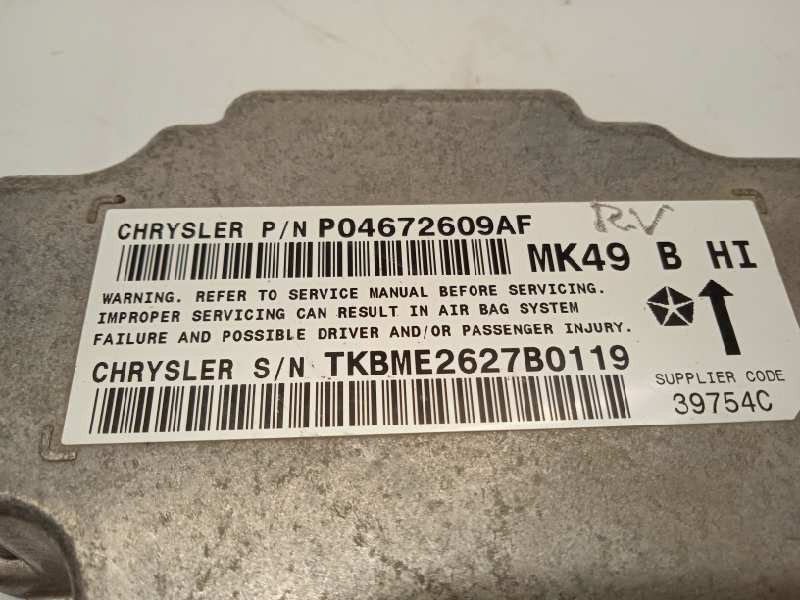 RV
CHRYSLER P/N P04672609AF
MK49 B HI
WARNING. REFER TO SERVICE MANUAL BEFORE SERVICING.
IMPROPER SERVICING CAN RESULT IN AIR BAG SYSTEM
FAILURE AND POSSIBLE DRIVER AND/OR PASSENGER INJURY.
CHRYSLER S/N TKBME2627B0119
SUPPLIER CODE
39754C